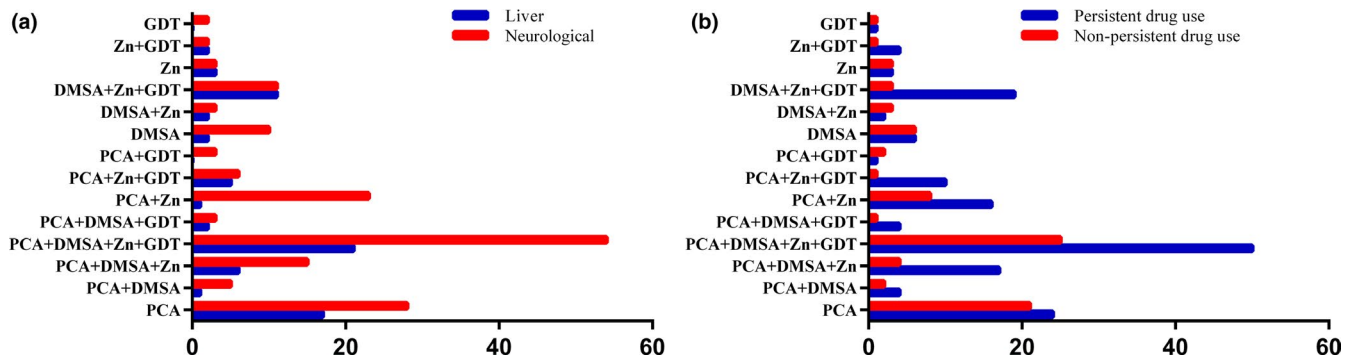 (a)
Liver
Neurological
GDT
Zn+GDT
Zn
DMSA+Zn+GDT
DMSA+Zn
DMSA
PCA+GDT
PCA+Zn+GDT
PCA+Zn
PCA+DMSA+GDT
PCA+DMSA+Zn+GDT
PCA+DMSA+Zn
PCA+DMSA
PCA
0 20 40 60
(b)
Persistent drug use
Non-persistent drug use
GDT
Zn+GDT
Zn
DMSA+Zn+GDT
DMSA+Zn
DMSA
PCA+GDT
PCA+Zn+GDT
PCA+Zn
PCA+DMSA+GDT
PCA+DMSA+Zn+GDT
PCA+DMSA+Zn
PCA+DMSA
PCA
0 20 40 60